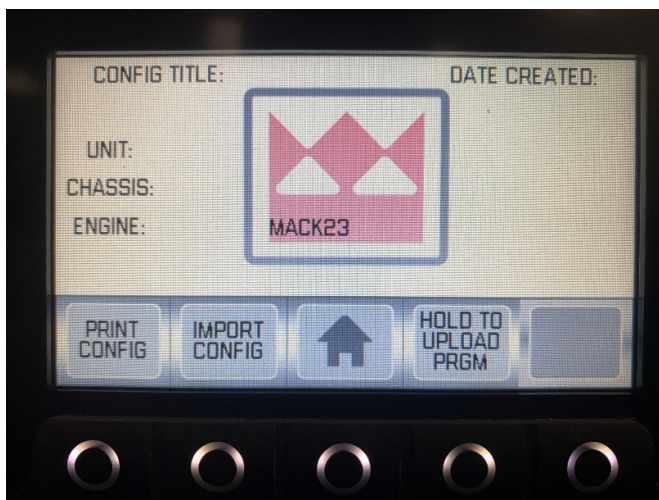 CONFIG TITLE: DATE CREATED:
UNIT:
CHASSIS:
ENGINE: MACK23
PRINT CONFIG
IMPORT CONFIG
HOLD TO UPLOAD PRGM